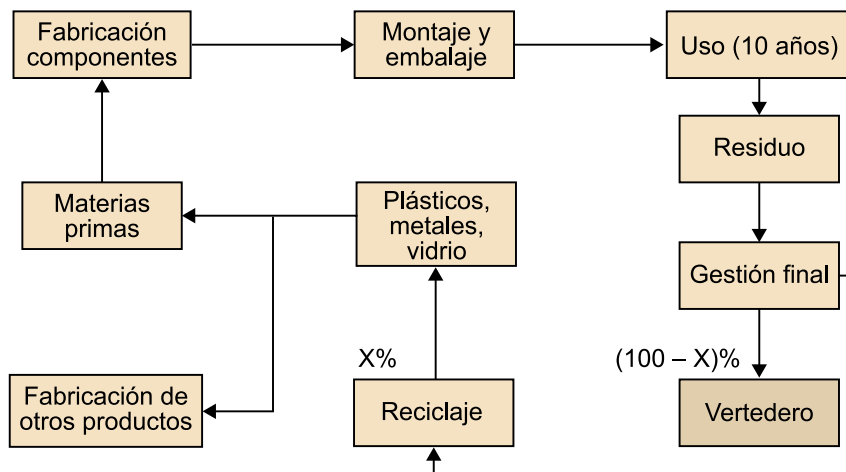 Fabricación
componentes
Montaje y
embalaje
Uso (10 años)
Residuo
Materias
primas
Plásticos,
metales,
vidrio
Gestión final
X%
(100 – X)%
Fabricación de
otros productos
Reciclaje
Vertedero